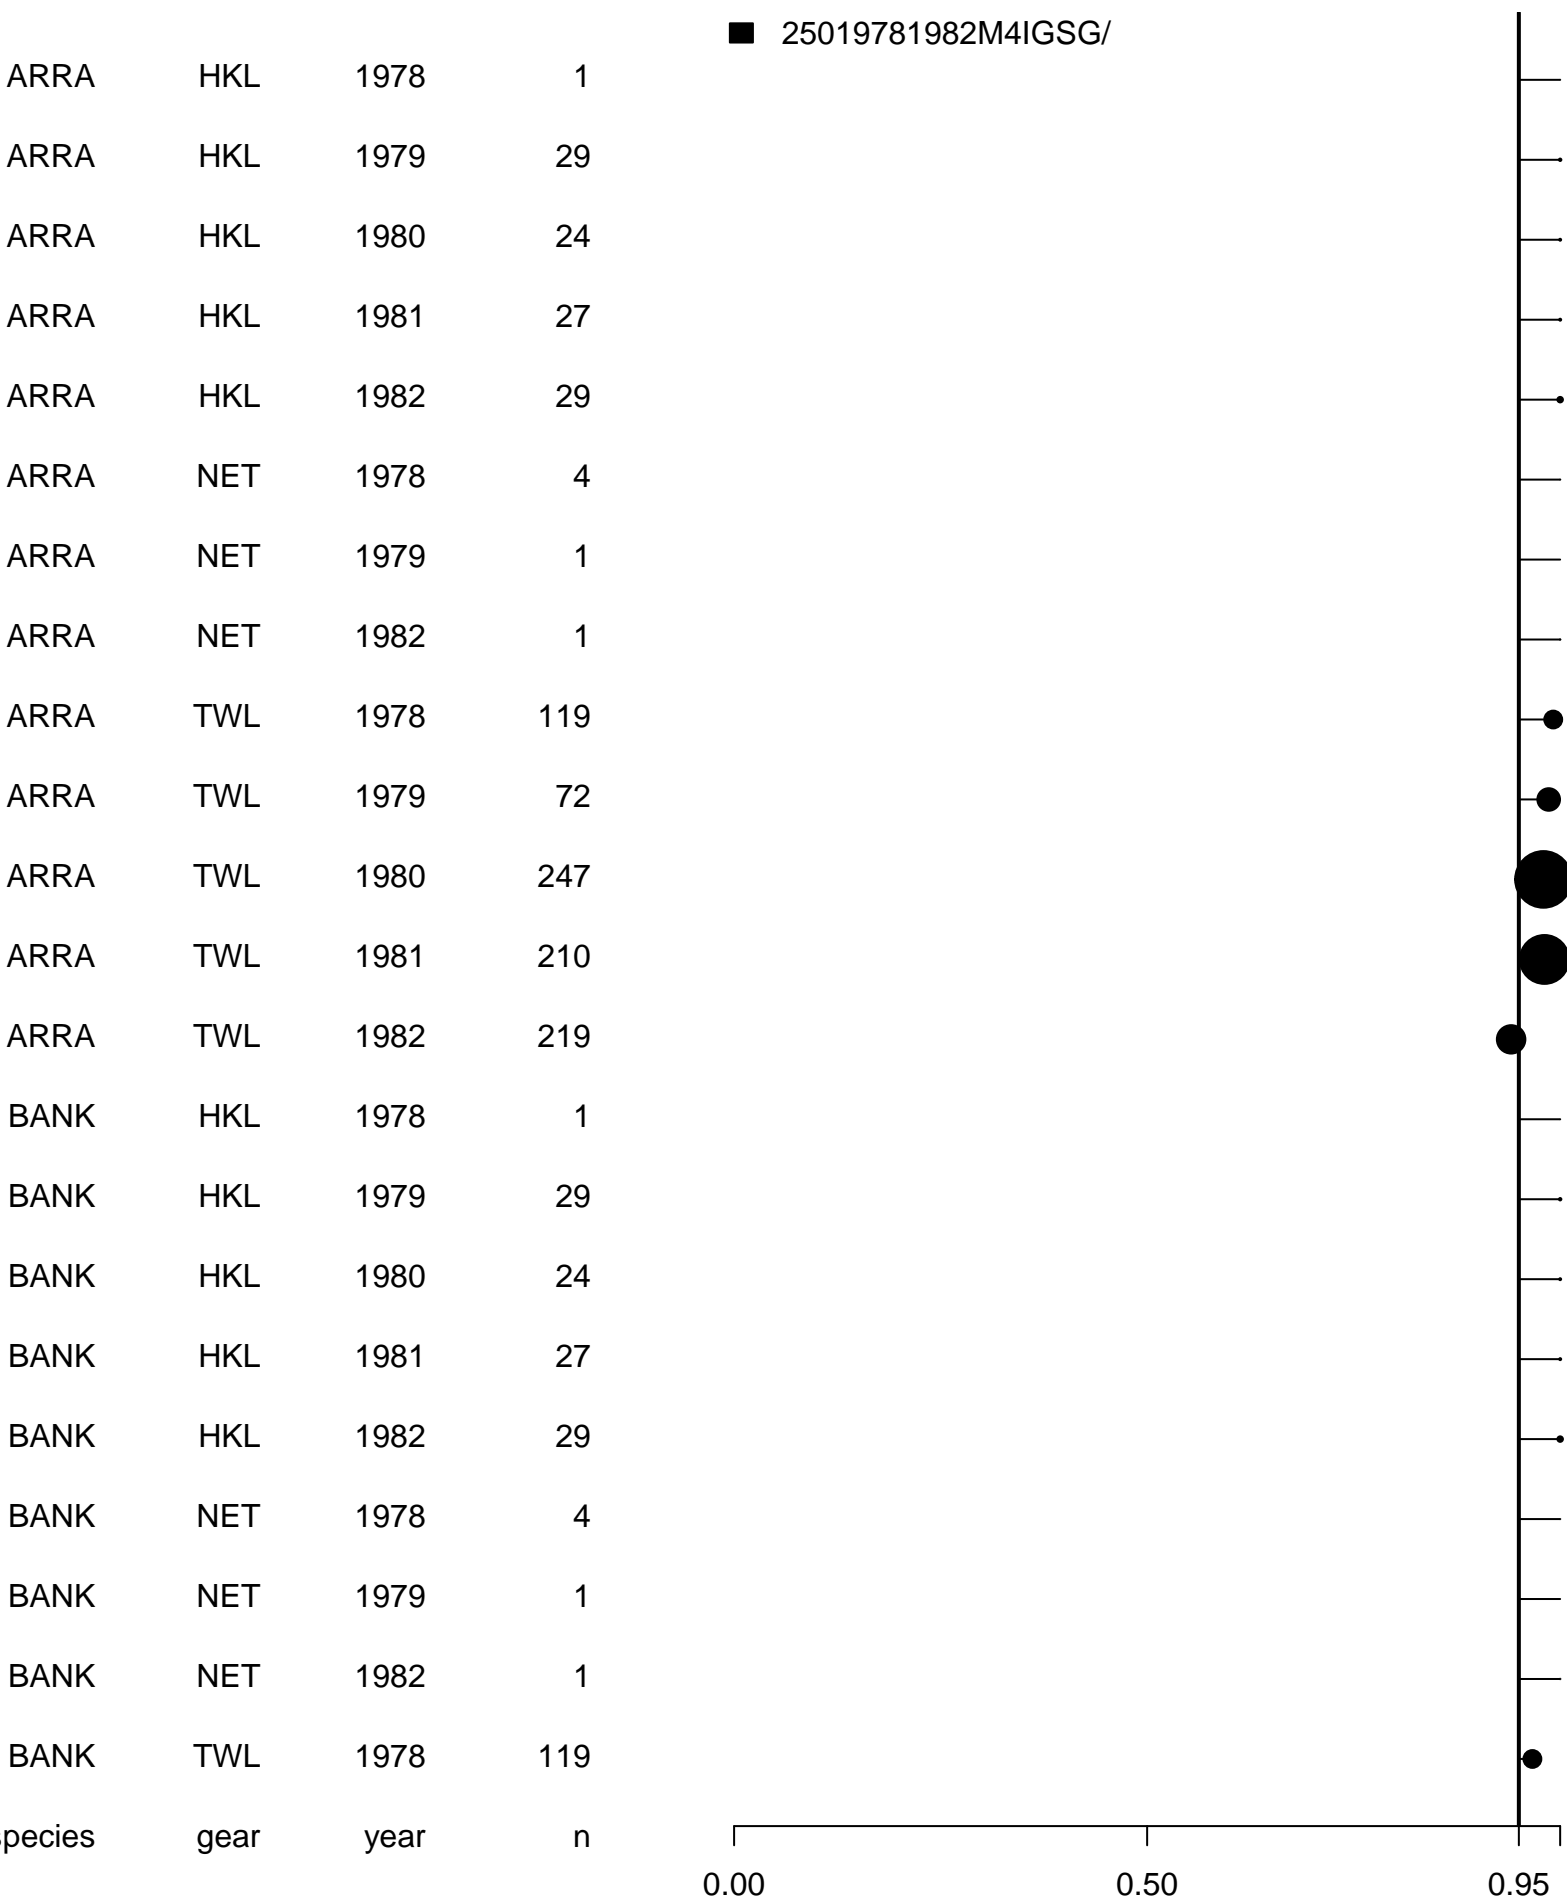 25019781982M4IGSG/
ARRA HKL 1978 1
ARRA HKL 1979 29
ARRA HKL 1980 24
ARRA HKL 1981 27
ARRA HKL 1982 29
ARRA NET 1978 4
ARRA NET 1979 1
ARRA NET 1982 1
ARRA TWL 1978 119
ARRA TWL 1979 72
ARRA TWL 1980 247
ARRA TWL 1981 210
ARRA TWL 1982 219
BANK HKL 1978 1
BANK HKL 1979 29
BANK HKL 1980 24
BANK HKL 1981 27
BANK HKL 1982 29
BANK NET 1978 4
BANK NET 1979 1
BANK NET 1982 1
BANK TWL 1978 119
species gear year n
0.00 0.50 0.95